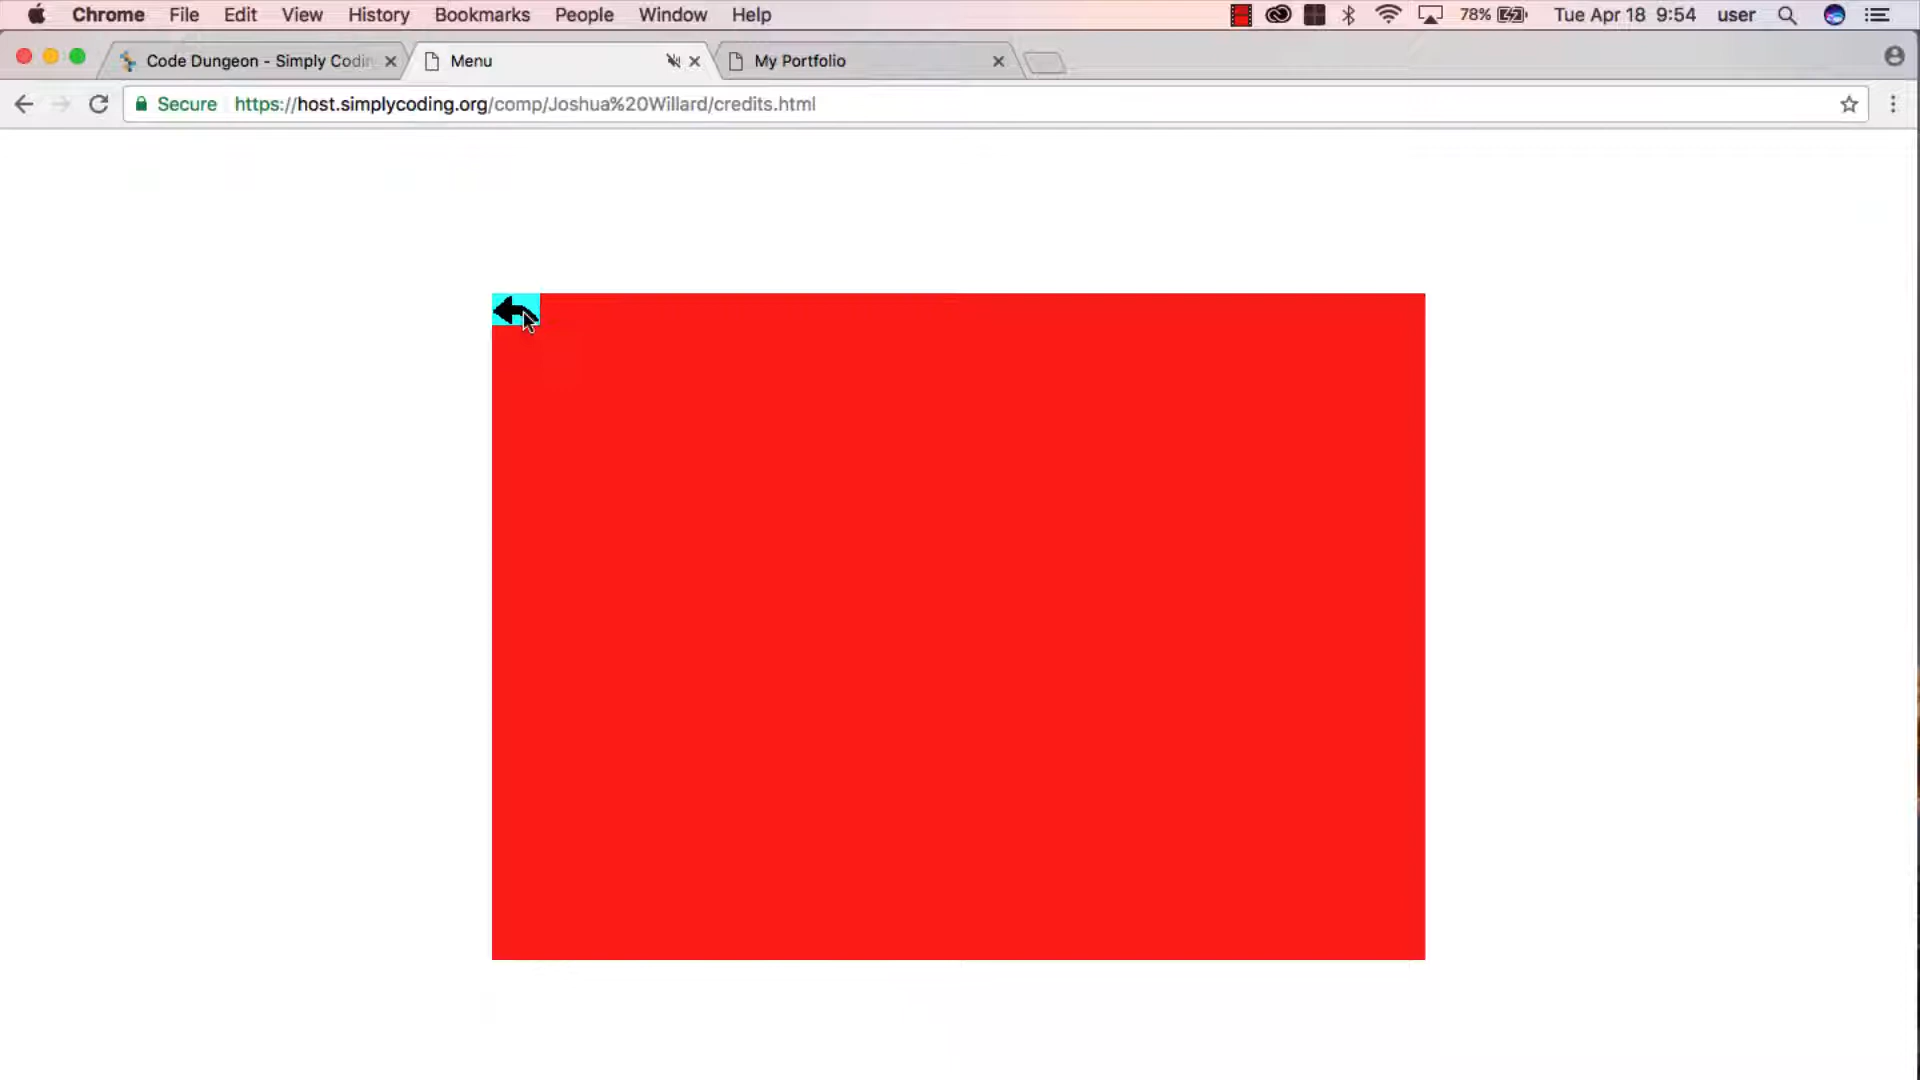 Chrome File Edit View History Bookmarks People Window Help 78% Tue Apr 18 9:54 user
Code Dungeon - Simply Codin Menu My Portfolio
Secure https://host.simplycoding.org/comp/Joshua%20Willard/credits.html